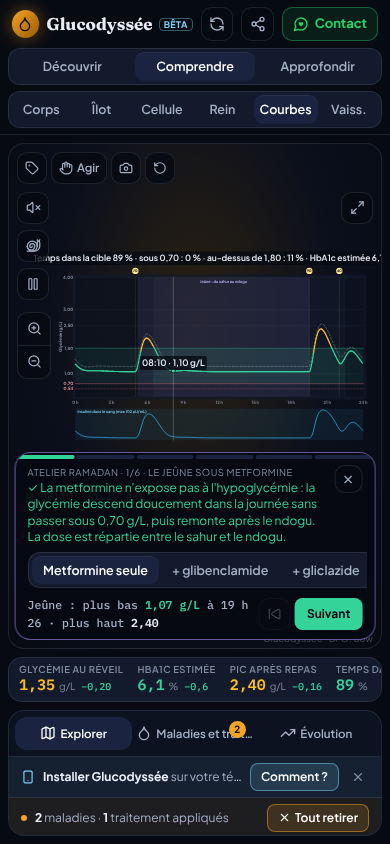 Glucodyssée BÊTA Contact
Découvrir Comprendre Approfondir
Corps Îlot Cellule Rein Courbes Vaiss.
Agir
Temps dans la cible 89 % · sous 0,70 : 0 % · au-dessus de 1,80 : 11 % · HbA1c estimée 6,1
Jeûne : du sahur au ndogu
08:10 · 1,10 g/L
ATELIER RAMADAN · 1/6 · LE JEÛNE SOUS METFORMINE
✓ La metformine n'expose pas à l'hypoglycémie : la
glycémie descend doucement dans la journée sans
passer sous 0,70 g/L, puis remonte après le ndogu.
La dose est répartie entre le sahur et le ndogu.
Metformine seule + glibenclamide + gliclazide
Jeûne : plus bas 1,07 g/L à 19 h
26 · plus haut 2,40
Suivant
GLYCÉMIE AU RÉVEIL HBA1C ESTIMÉE PIC APRÈS REPAS TEMPS DA
1,35 g/L −0,20 6,1 % −0,6 2,40 g/L −0,16 89 %
Explorer Maladies et tr… 2 Évolution
Installer Glucodyssée sur votre té… Comment ?
2 maladies · 1 traitement appliqués Tout retirer